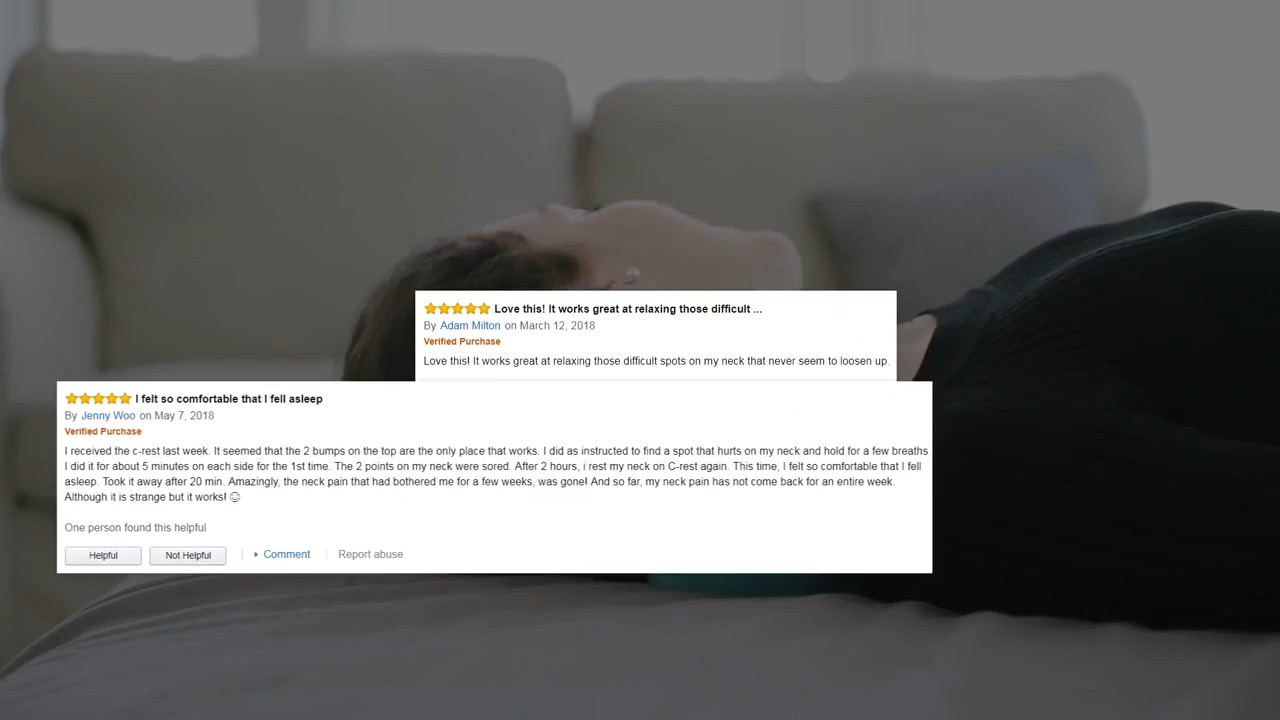 Love this! It works great at relaxing those difficult ...
By Adam Milton on March 12, 2018
Verified Purchase
Love this! It works great at relaxing those difficult spots on my neck that never seem to loosen up.
I felt so comfortable that I fell asleep
By Jenny Woo on May 7, 2018
Verified Purchase
I received the c-rest last week. It seemed that the 2 bumps on the top are the only place that works. I did as instructed to find a spot that hurts on my neck and hold for a few breaths.
I did it for about 5 minutes on each side for the 1st time. The 2 points on my neck were sored. After 2 hours, i rest my neck on C-rest again. This time, I felt so comfortable that I fell
asleep. Took it away after 20 min. Amazingly, the neck pain that had bothered me for a few weeks, was gone! And so far, my neck pain has not come back for an entire week.
Although it is strange but it works! ☺
One person found this helpful
Helpful Not Helpful Comment Report abuse